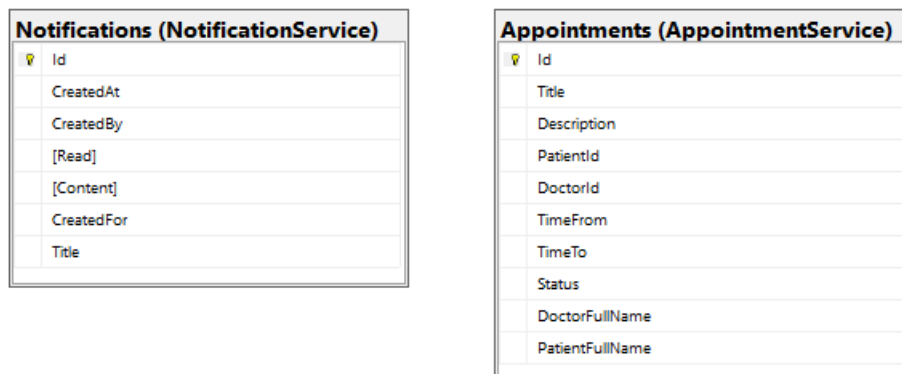 Notifications (NotificationService)
Id
CreatedAt
CreatedBy
[Read]
[Content]
CreatedFor
Title
Appointments (AppointmentService)
Id
Title
Description
PatientId
DoctorId
TimeFrom
TimeTo
Status
DoctorFullName
PatientFullName